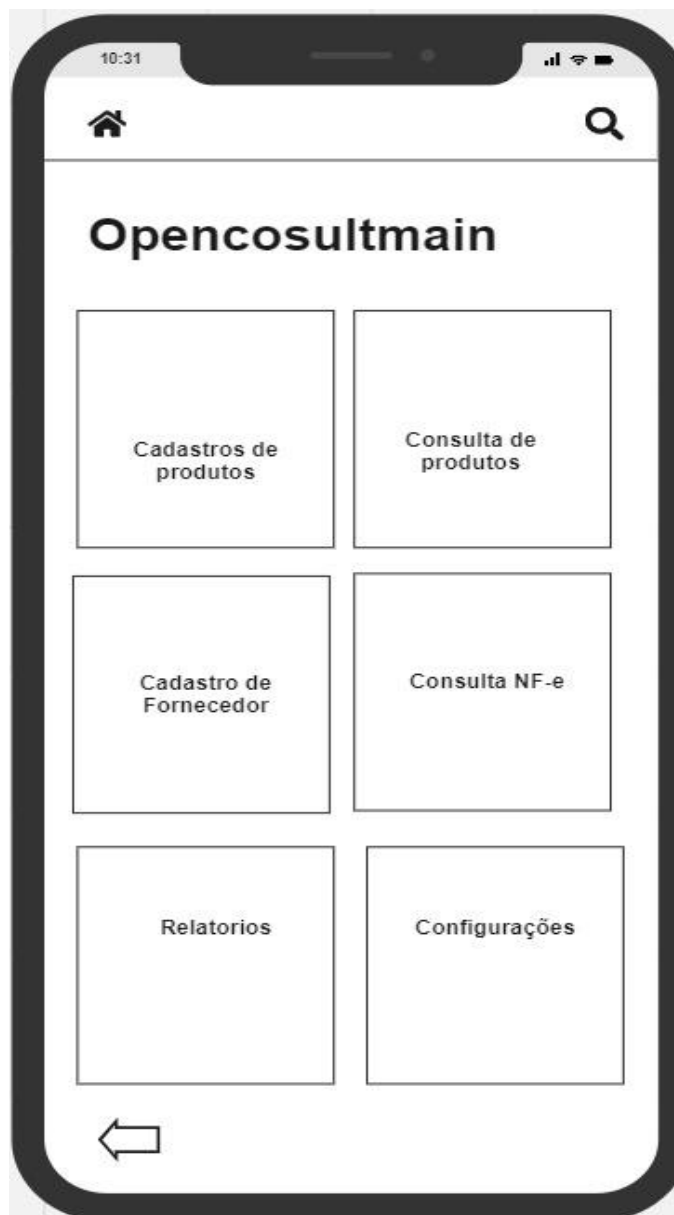 10:31
Opencosultmain
Cadastros de
produtos
Consulta de
produtos
Cadastro de
Fornecedor
Consulta NF-e
Relatorios
Configurações